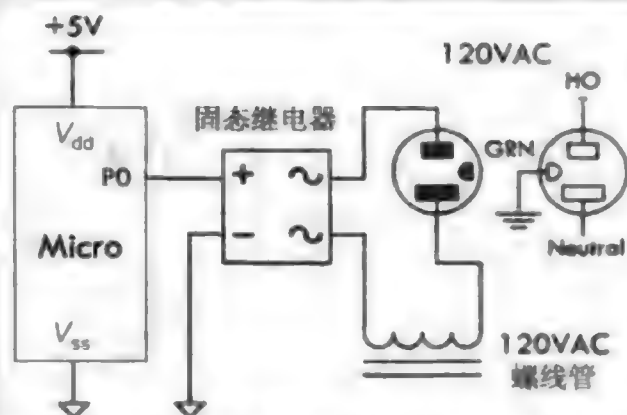 +5V
120VAC
HO
V_dd
固态继电器
P0
+
~
GRN
Micro
-
~
Neutral
V_ss
120VAC
螺线管